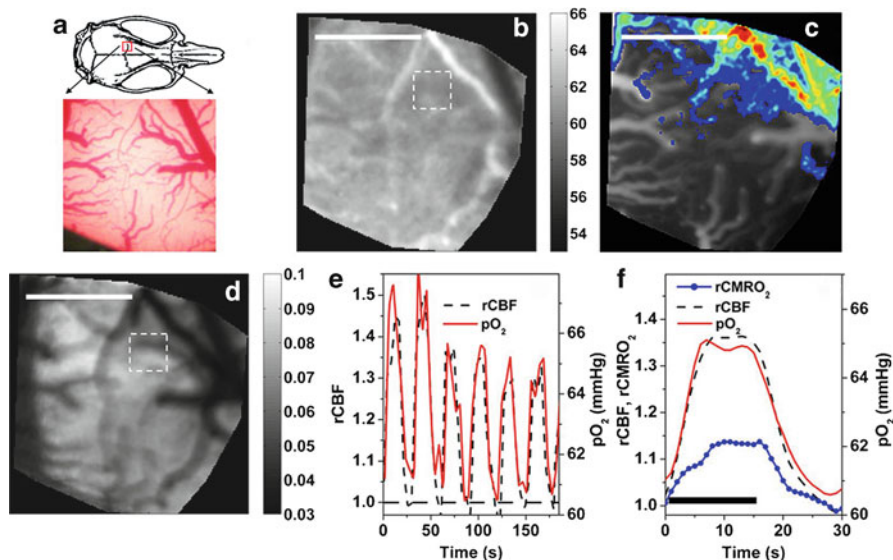 a
b
66
64
62
60
58
56
54
c
d
0.1
0.09
0.08
0.07
0.06
0.05
0.04
0.03
e
rCBF
pO₂
1.5
1.4
1.3
1.2
1.1
1.0
rCBF
66
64
62
60
pO₂ (mmHg)
0 50 100 150
Time (s)
f
rCMRO₂
rCBF
pO₂
1.4
1.3
1.2
1.1
1.0
rCBF, rCMRO₂
66
64
62
60
pO₂ (mmHg)
0 10 20 30
Time (s)